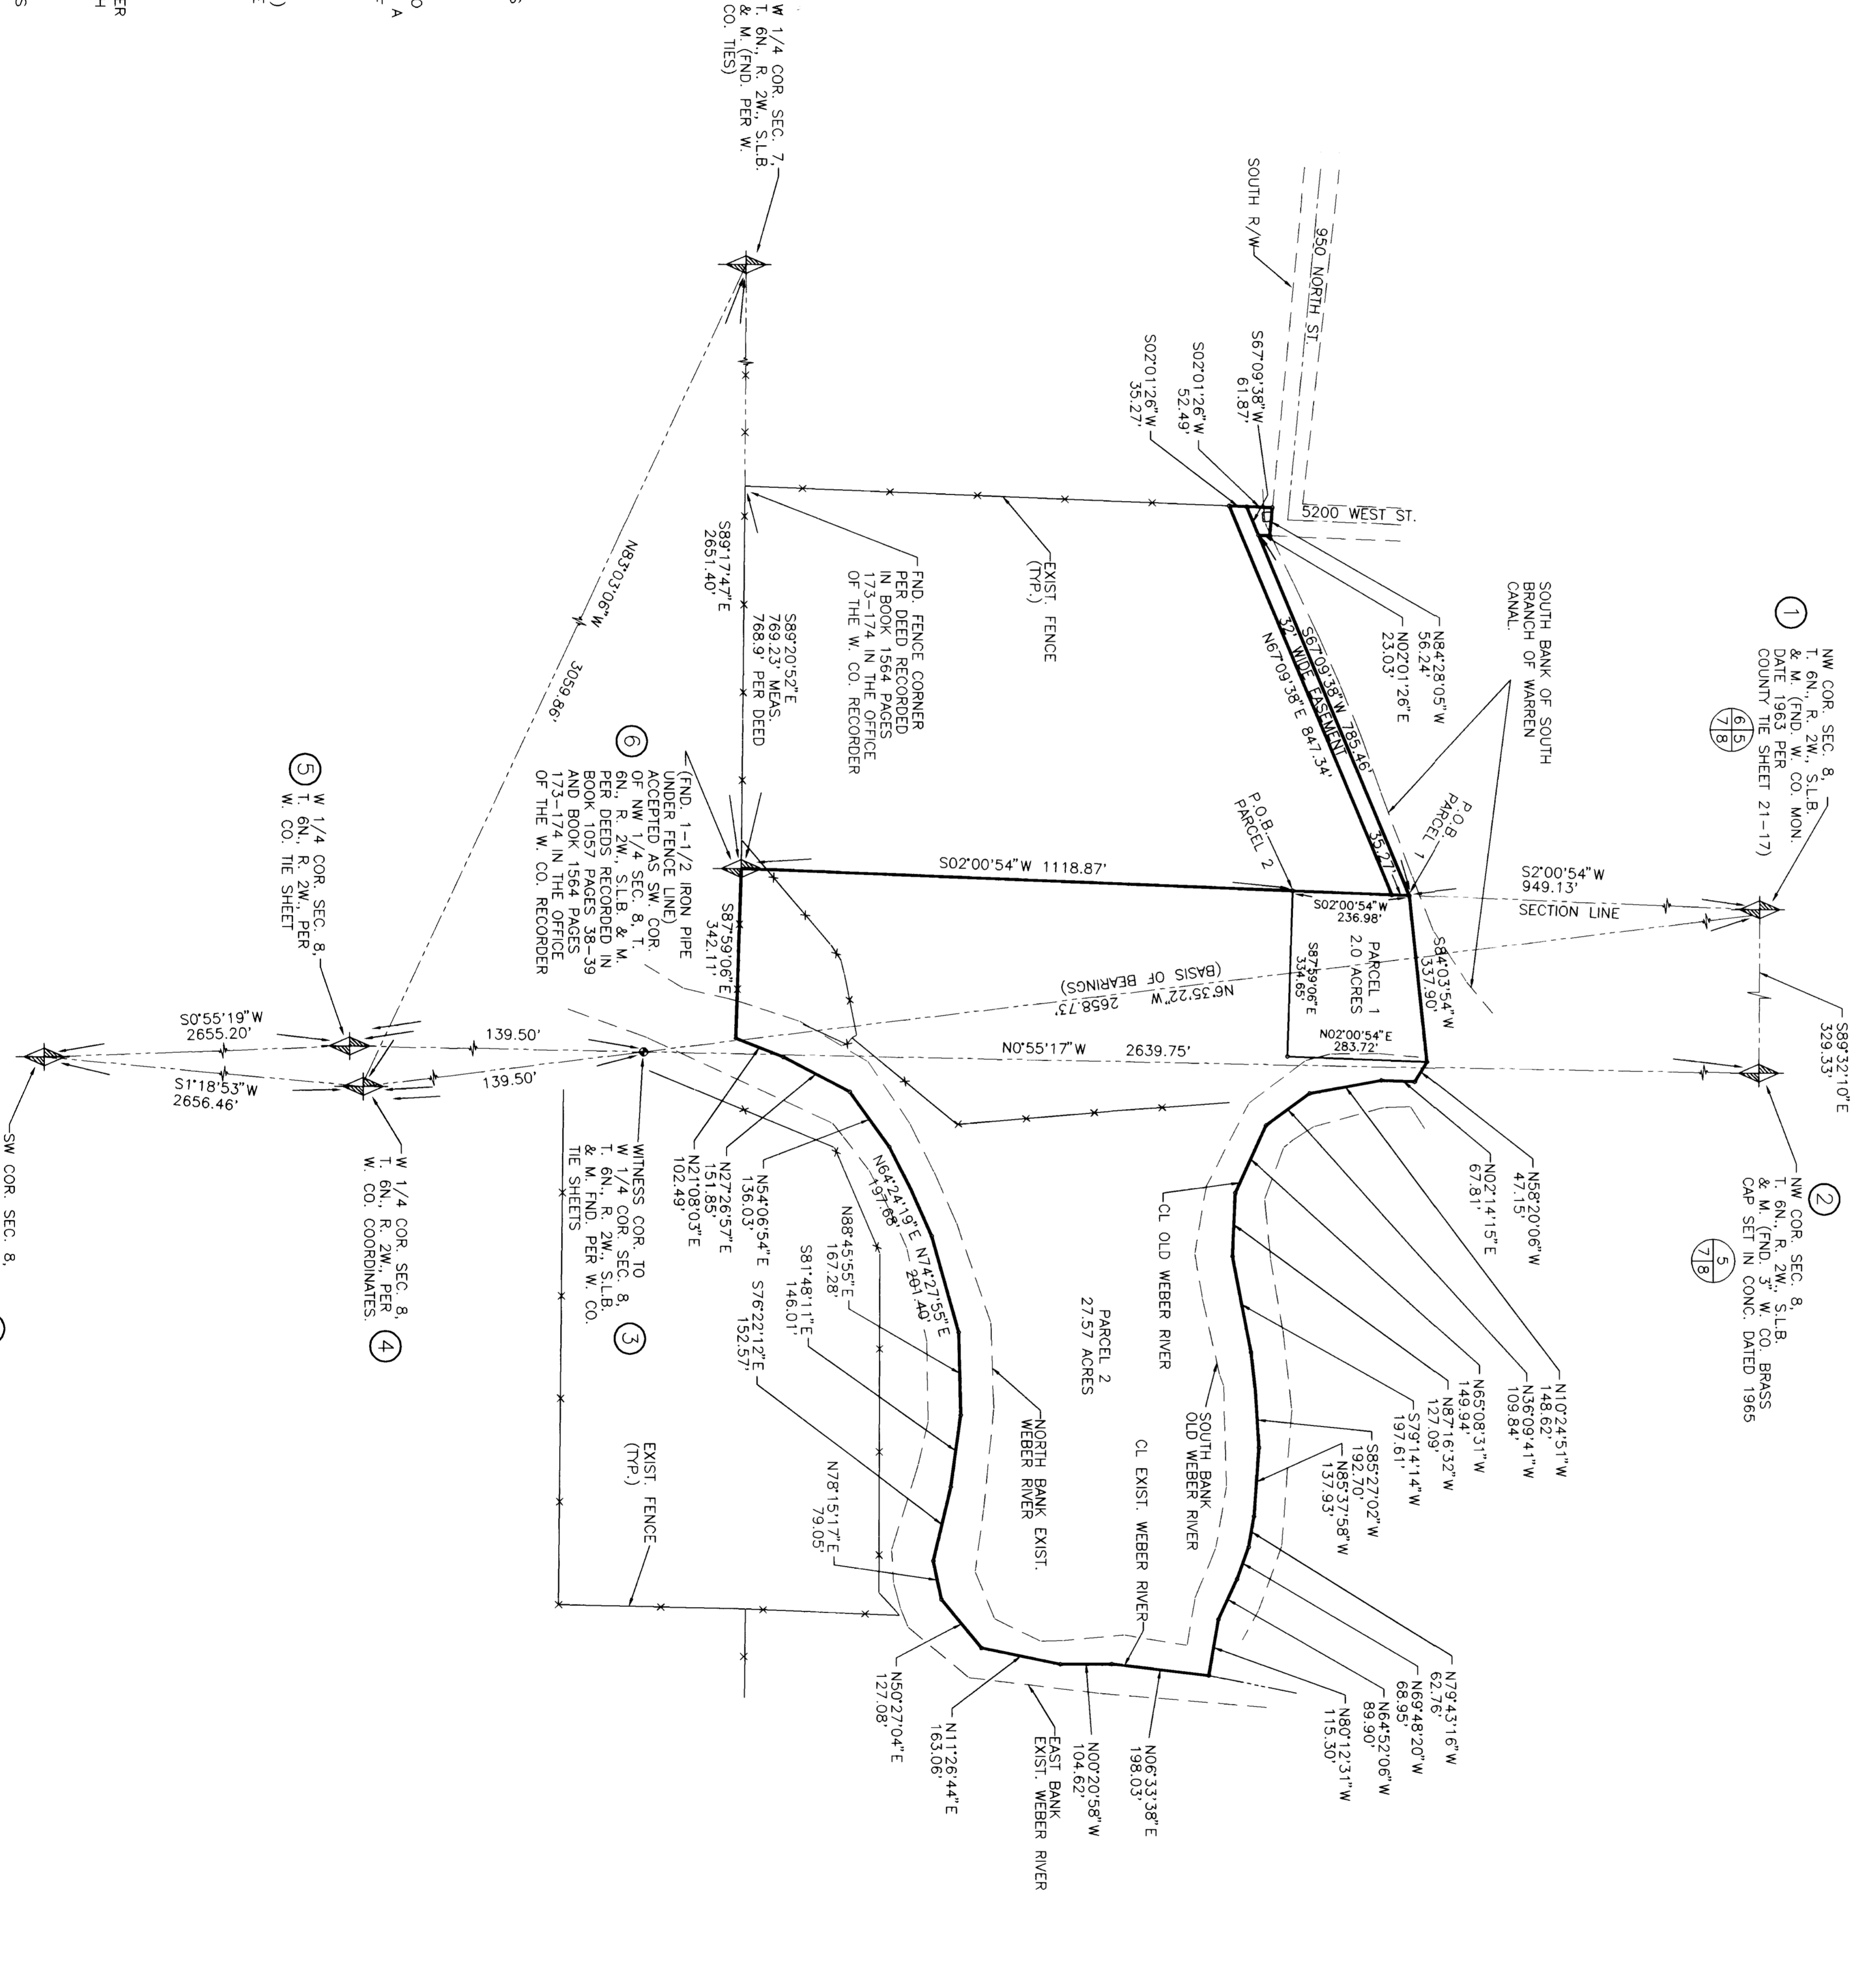 W 1/4 COR. SEC. 7,
T. 6N., R. 2W., S.L.B.
& M. (FND. PER W.
CO. TIES)
SOUTH R/W
950 NORTH ST.
5200 WEST ST.
S67°09'38"W
61.87'
S02°01'26"W
52.49'
S02°01'26"W
35.27'
N84°28'05"W
56.24'
N02°01'26"E
23.03'
S67°09'38"W 785.46'
32' WIDE EASEMENT
N67°09'38"E 847.34'
35.27'
SOUTH BANK OF SOUTH
BRANCH OF WARREN
CANAL.
1
NW COR. SEC. 8,
T. 6N., R. 2W., S.L.B.
& M. (FND. W. CO. MON.
DATE 1963 PER
COUNTY TIE SHEET 21-17)
6 5
7 8
S89°32'10"E
329.33'
2
NW COR. SEC. 8,
T. 6N., R. 2W., S.L.B.
& M. (FND. 3" W. CO. BRASS
CAP SET IN CONC. DATED 1965
5
7 8
S2°00'54"W
949.13'
SECTION LINE
P.O.B.
PARCEL 1
P.O.B.
PARCEL 2
EXIST. FENCE
(TYP.)
FND. FENCE CORNER
PER DEED RECORDED
IN BOOK 1564 PAGES
173-174 IN THE OFFICE
OF THE W. CO. RECORDER
S89°17'47"E
2651.40'
S89°20'52"E
769.23' MEAS.
768.9' PER DEED
N83°03'06"W
3059.86'
6
(FND. 1-1/2 IRON PIPE
UNDER FENCE LINE)
ACCEPTED AS SW. COR.
OF NW 1/4 SEC. 8, T.
6N., R. 2W., S.L.B. & M.
PER DEEDS RECORDED IN
BOOK 1057 PAGES 38-39
AND BOOK 1564 PAGES
173-174 IN THE OFFICE
OF THE W. CO. RECORDER
5
W 1/4 COR. SEC. 8,
T. 6N., R. 2W., PER
W. CO. TIE SHEET
S02°00'54"W 1118.87'
S02°00'54"W
236.98'
PARCEL 1
2.0 ACRES
S84°03'54"W
337.90'
S87°59'06"E
334.65'
N02°00'54"E
283.72'
S87°59'06"E
342.11'
N6°35'22"W 2658.73'
(BASIS OF BEARINGS)
N0°55'17"W 2639.75'
S0°55'19"W
2655.20'
139.50'
S1°18'53"W
2656.46'
139.50'
SW COR. SEC. 8,
W 1/4 COR. SEC. 8,
T. 6N., R. 2W., PER
W. CO. COORDINATES.
4
WITNESS COR. TO
W 1/4 COR. SEC. 8,
T. 6N., R. 2W., S.L.B.
& M. FND. PER W. CO.
TIE SHEETS
3
N58°20'06"W
47.15'
N02°14'15"E
67.81'
N10°24'51"W
148.62'
N36°09'41"W
109.84'
N65°08'31"W
149.94'
N87°16'32"W
127.09'
S79°14'14"W
197.61'
S85°27'02"W
192.70'
N85°37'58"W
137.93'
N79°43'16"W
62.76'
N69°48'20"W
68.95'
N64°52'06"W
89.90'
N80°12'31"W
115.30'
CL OLD WEBER RIVER
SOUTH BANK
OLD WEBER RIVER
CL EXIST. WEBER RIVER
PARCEL 2
27.57 ACRES
NORTH BANK EXIST.
WEBER RIVER
N06°33'38"E
198.03'
N00°20'58"W
104.62'
EAST BANK
EXIST. WEBER RIVER
N11°26'44"E
163.06'
N50°27'04"E
127.08'
N78°15'17"E
79.05'
S76°22'12"E
152.57'
S81°48'11"E
146.01'
N88°45'55"E
167.28'
N74°27'55"E
201.40'
N64°24'19"E
197.68'
N54°06'54"E
136.03'
N27°26'57"E
151.85'
N21°08'03"E
102.49'
EXIST. FENCE
(TYP.)